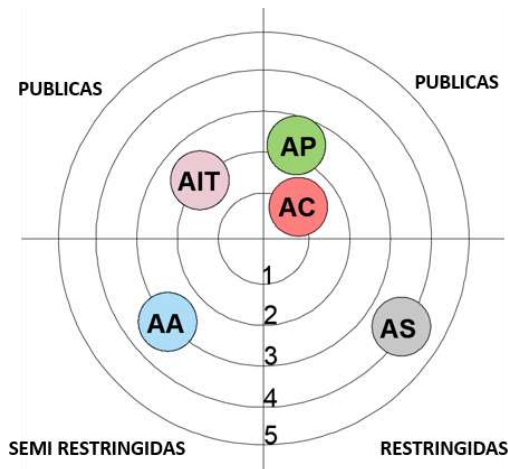 PUBLICAS
PUBLICAS
AP
AIT
AC
1
2
AA
AS
3
4
5
SEMI RESTRINGIDAS
RESTRINGIDAS